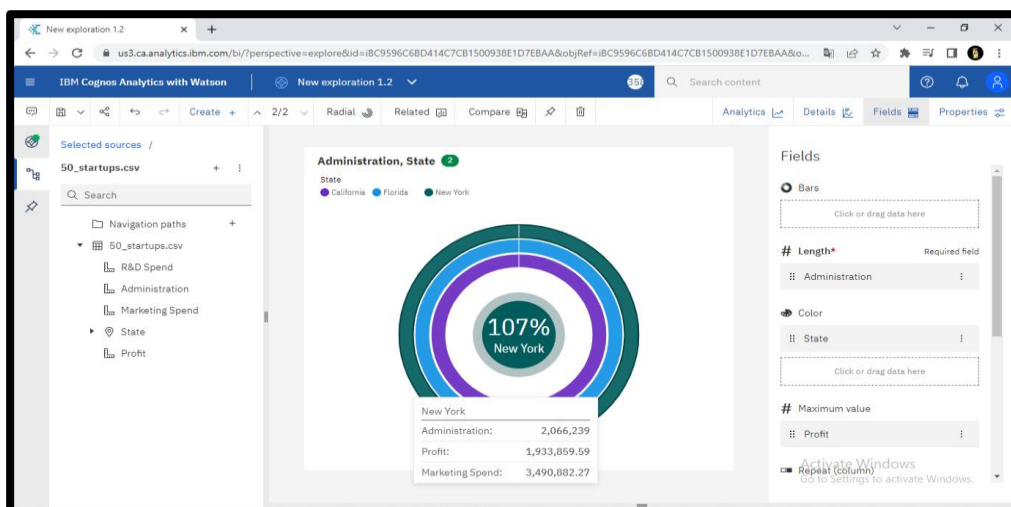 New exploration 1.2
us3.ca.analytics.ibm.com/bi/?perspective=explore&id=iBC9596C6BD414C7CB1500938E1D7EBAA&objRef=iBC9596C6BD414C7CB1500938E1D7EBAA&o...
IBM Cognos Analytics with Watson
New exploration 1.2
Search content
Create +
2/2
Radial
Related
Compare
Analytics
Details
Fields
Properties
Selected sources /
50_startups.csv
Search
Navigation paths
50_startups.csv
R&D Spend
Administration
Marketing Spend
State
Profit
Administration, State 2
State
California Florida New York
107%
New York
New York
Administration: 2,066,239
Profit: 1,933,859.59
Marketing Spend: 3,490,882.27
Fields
Bars
Click or drag data here
# Length* Required field
Administration
Color
State
Click or drag data here
# Maximum value
Profit
Repeat (column)
Activate Windows
Go to Settings to activate Windows.